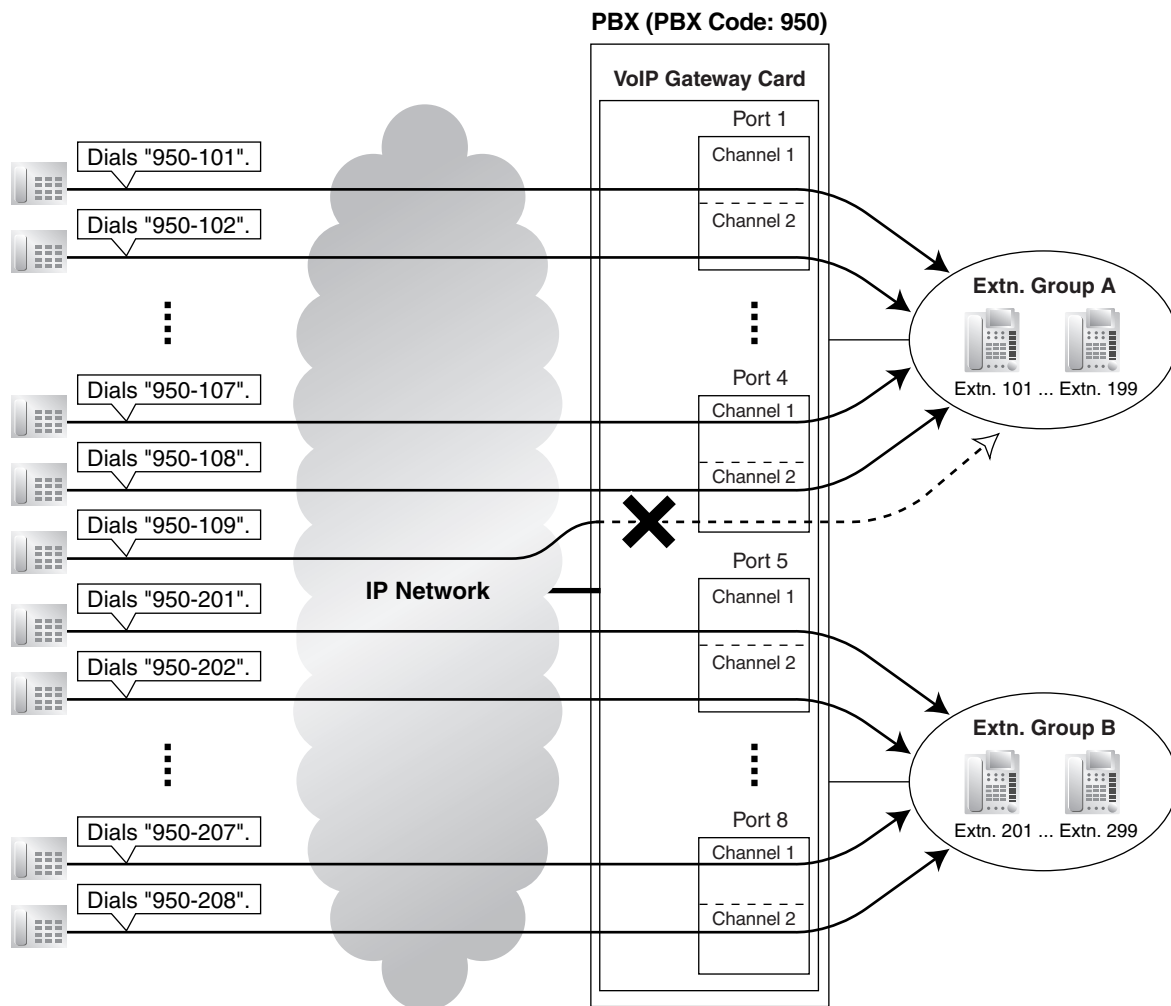 PBX (PBX Code: 950)
VoIP Gateway Card
Port 1
Dials "950-101".
Channel 1
Dials "950-102".
Channel 2
Extn. Group A
Extn. 101 ... Extn. 199
Port 4
Dials "950-107".
Channel 1
Dials "950-108".
Channel 2
Dials "950-109".
Port 5
IP Network
Dials "950-201".
Channel 1
Dials "950-202".
Channel 2
Extn. Group B
Extn. 201 ... Extn. 299
Port 8
Dials "950-207".
Channel 1
Dials "950-208".
Channel 2